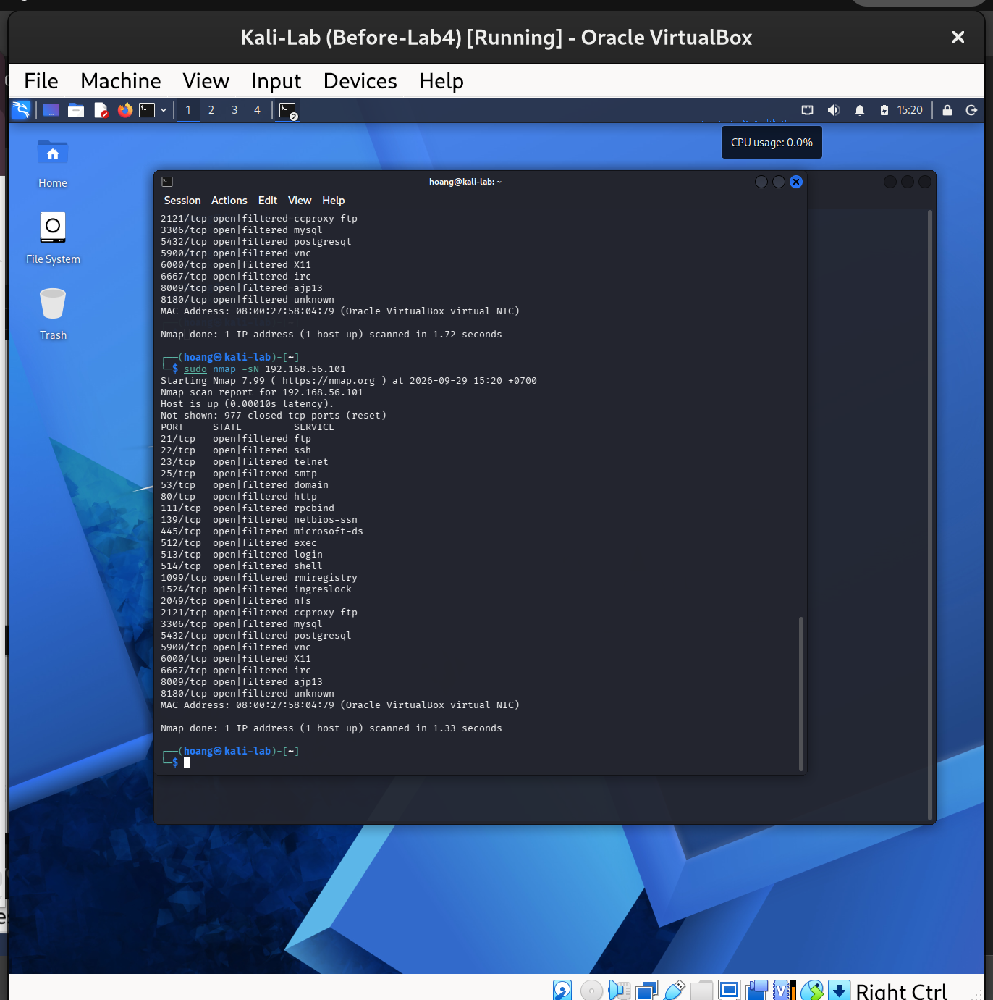 Kali-Lab (Before-Lab4) [Running] - Oracle VirtualBox
File Machine View Input Devices Help
1 2 3 4 2 15:20
CPU usage: 0.0%
Home
File System
Trash
hoang@kali-lab: ~
Session Actions Edit View Help
2121/tcp open|filtered ccproxy-ftp
3306/tcp open|filtered mysql
5432/tcp open|filtered postgresql
5900/tcp open|filtered vnc
6000/tcp open|filtered X11
6667/tcp open|filtered irc
8009/tcp open|filtered ajp13
8180/tcp open|filtered unknown
MAC Address: 08:00:27:58:04:79 (Oracle VirtualBox virtual NIC)
Nmap done: 1 IP address (1 host up) scanned in 1.72 seconds
┌──(hoang㉿kali-lab)-[~]
└─$ sudo nmap -sN 192.168.56.101
Starting Nmap 7.99 ( https://nmap.org ) at 2026-09-29 15:20 +0700
Nmap scan report for 192.168.56.101
Host is up (0.00010s latency).
Not shown: 977 closed tcp ports (reset)
PORT     STATE         SERVICE
21/tcp   open|filtered ftp
22/tcp   open|filtered ssh
23/tcp   open|filtered telnet
25/tcp   open|filtered smtp
53/tcp   open|filtered domain
80/tcp   open|filtered http
111/tcp  open|filtered rpcbind
139/tcp  open|filtered netbios-ssn
445/tcp  open|filtered microsoft-ds
512/tcp  open|filtered exec
513/tcp  open|filtered login
514/tcp  open|filtered shell
1099/tcp open|filtered rmiregistry
1524/tcp open|filtered ingreslock
2049/tcp open|filtered nfs
2121/tcp open|filtered ccproxy-ftp
3306/tcp open|filtered mysql
5432/tcp open|filtered postgresql
5900/tcp open|filtered vnc
6000/tcp open|filtered X11
6667/tcp open|filtered irc
8009/tcp open|filtered ajp13
8180/tcp open|filtered unknown
MAC Address: 08:00:27:58:04:79 (Oracle VirtualBox virtual NIC)
Nmap done: 1 IP address (1 host up) scanned in 1.33 seconds
┌──(hoang㉿kali-lab)-[~]
└─$
Right Ctrl